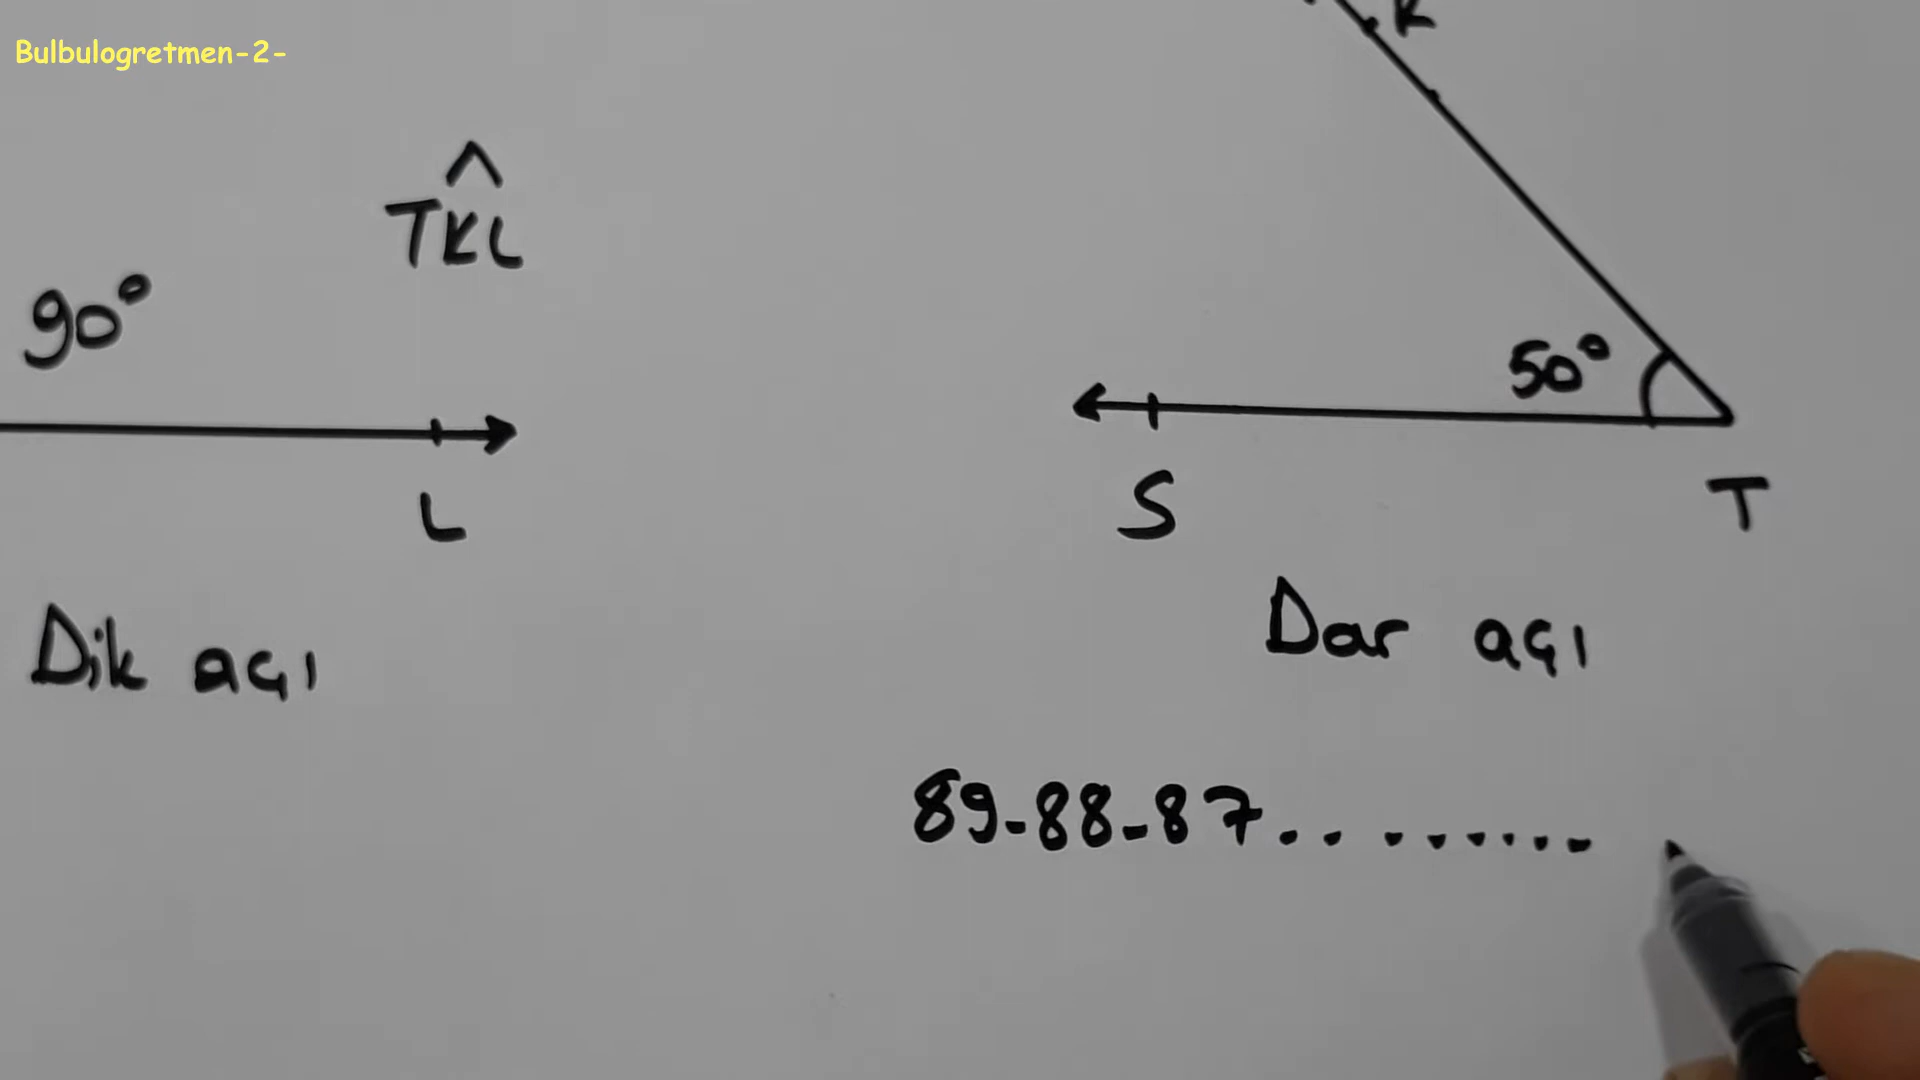 Bulbulogretmen-2-
K
TKL
90°
50°
L
S
T
Dar açı
Dik açı
89-88-87...........